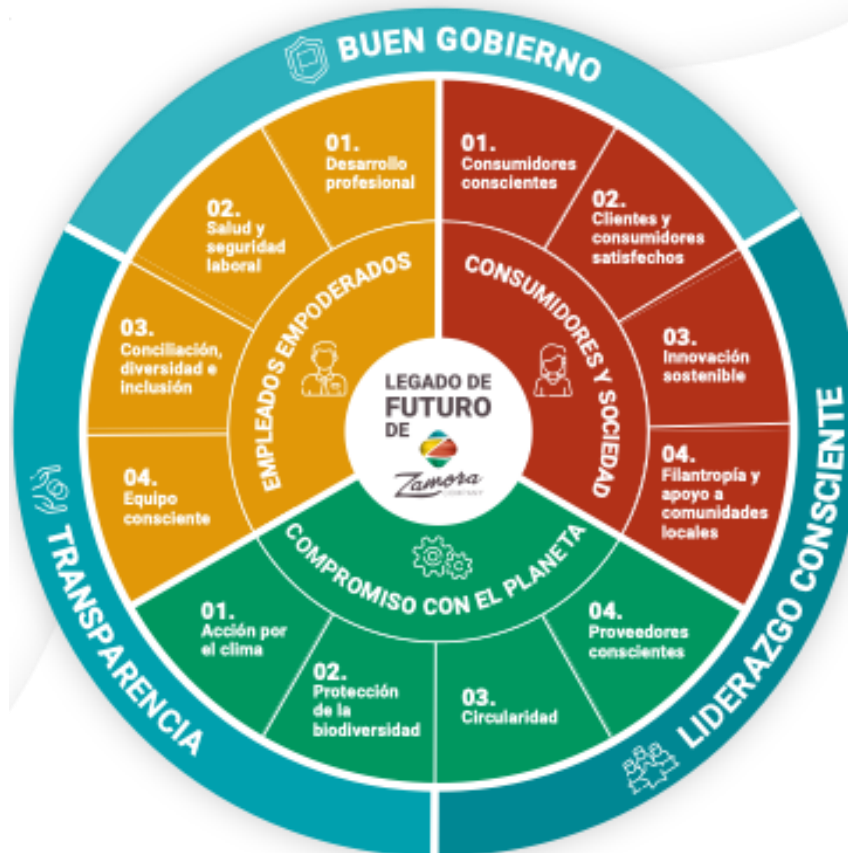 BUEN GOBIERNO
01.
Desarrollo
profesional
02.
Salud y
seguridad
laboral
03.
Conciliación,
diversidad e
inclusión
04.
Equipo
consciente
EMPLEADOS EMPODERADOS
01.
Consumidores
conscientes
02.
Clientes y
consumidores
satisfechos
03.
Innovación
sostenible
04.
Filantropía y
apoyo a
comunidades
locales
CONSUMIDORES Y SOCIEDAD
LEGADO DE
FUTURO
DE
Zamora
COMPANY
COMPROMISO CON EL PLANETA
01.
Acción por
el clima
02.
Protección
de la
biodiversidad
03.
Circularidad
04.
Proveedores
conscientes
TRANSPARENCIA
LIDERAZGO CONSCIENTE